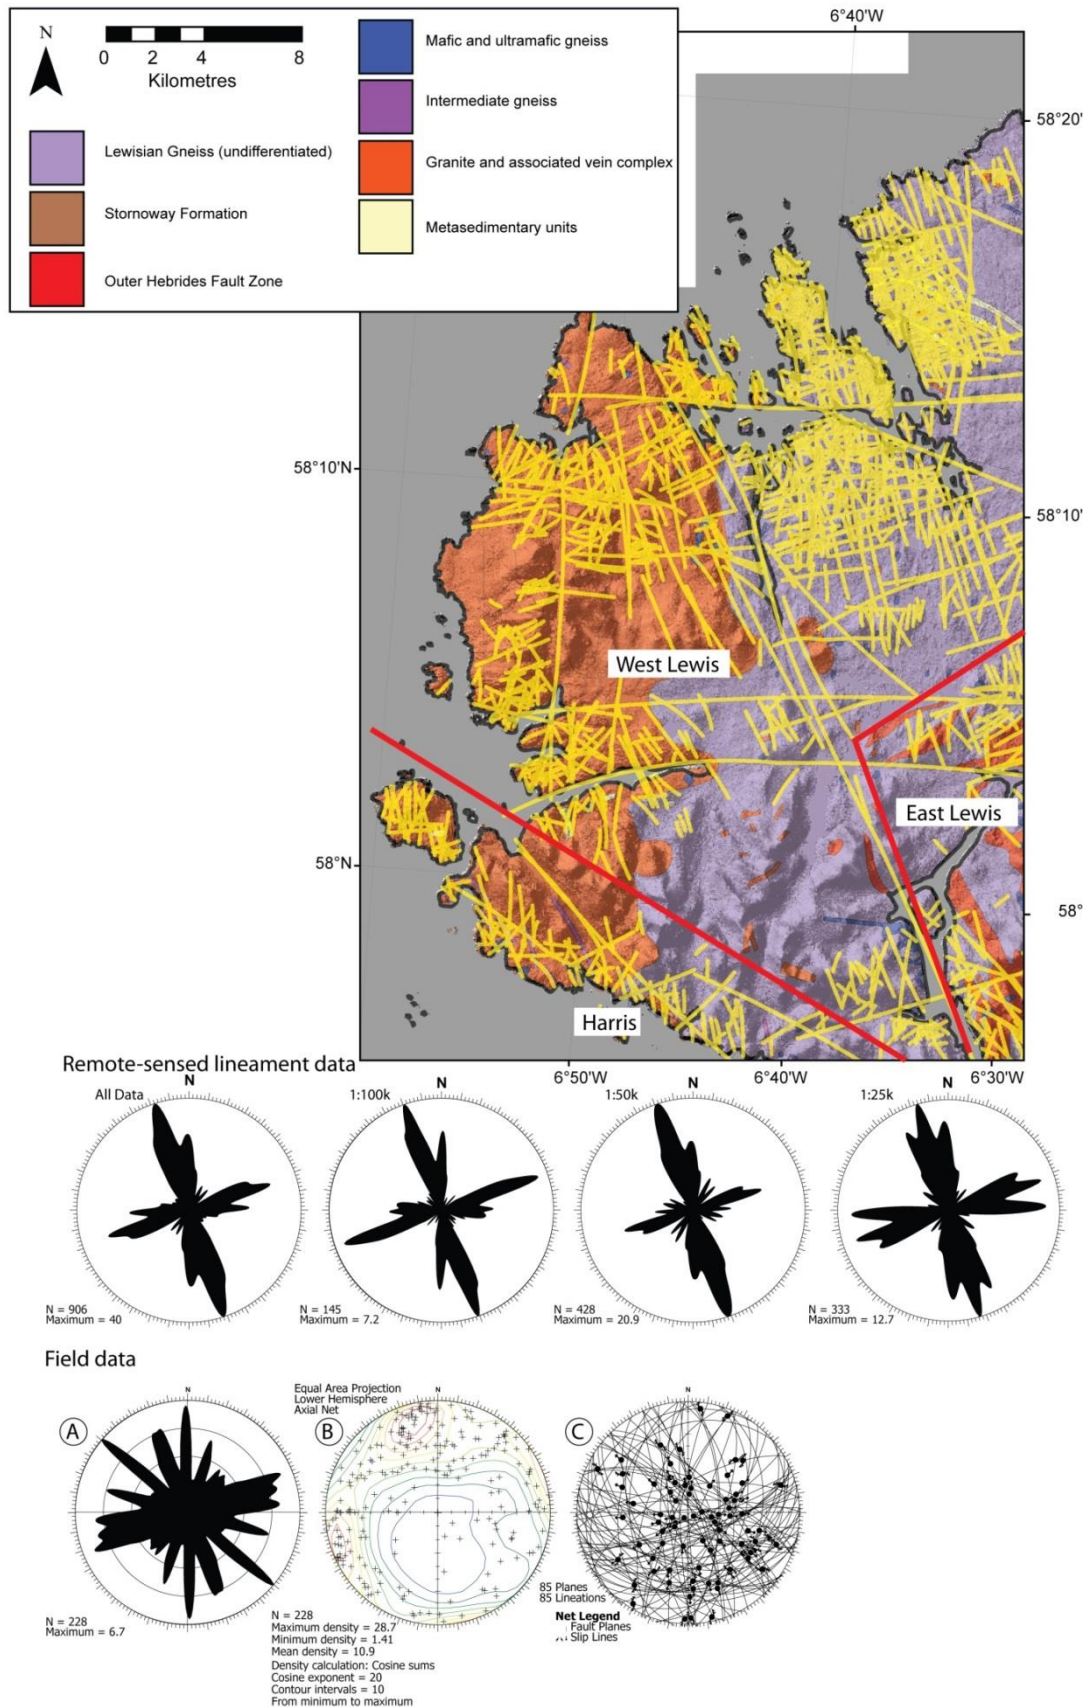 N
0 2 4 8
Kilometres
Lewisian Gneiss (undifferentiated)
Stornoway Formation
Outer Hebrides Fault Zone
Mafic and ultramafic gneiss
Intermediate gneiss
Granite and associated vein complex
Metasedimentary units
6°40'W
58°20'
58°10'N
58°10'
West Lewis
East Lewis
58°N
58°
Harris
6°50'W 6°40'W 6°30'W
Remote-sensed lineament data
All Data
N
N = 906
Maximum = 40
1:100k
N
N = 145
Maximum = 7.2
1:50k
N
N = 428
Maximum = 20.9
1:25k
N
N = 333
Maximum = 12.7
Field data
A
N
N = 228
Maximum = 6.7
Equal Area Projection
Lower Hemisphere
Axial Net
B
N
N = 228
Maximum density = 28.7
Minimum density = 1.41
Mean density = 10.9
Density calculation: Cosine sums
Cosine exponent = 20
Contour intervals = 10
From minimum to maximum
C
N
85 Planes
85 Lineations
Net Legend
Fault Planes
Slip Lines